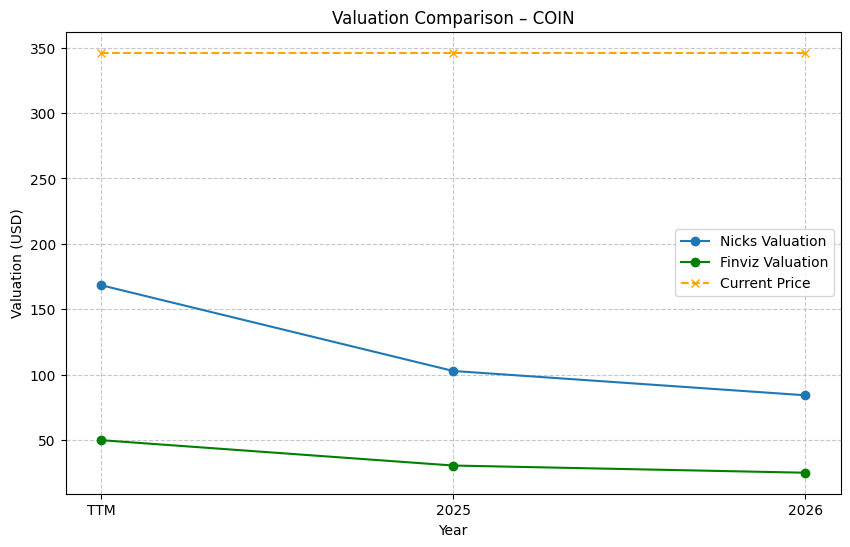 Valuation Comparison – COIN
Valuation (USD)
350
300
250
200
150
100
50
Nicks Valuation
Finviz Valuation
Current Price
TTM
2025
2026
Year